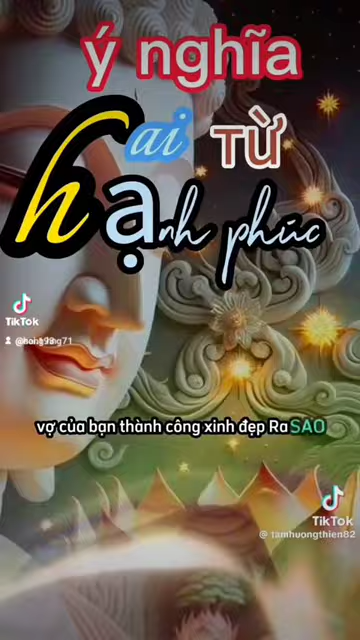 ý nghĩa
hai từ
hạnh phúc
TikTok
vợ của bạn thành công xinh đẹp Ra SAO
TikTok
@tamhuongthien82